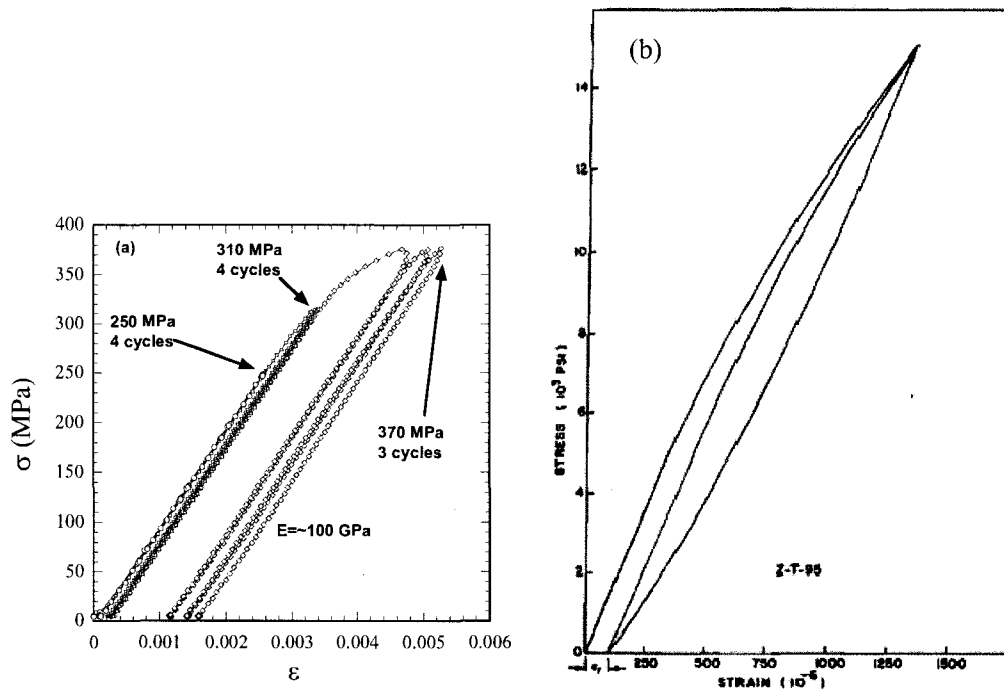 (a)
310 MPa
4 cycles
250 MPa
4 cycles
370 MPa
3 cycles
E=~100 GPa
400
350
300
250
200
150
100
50
0
σ (MPa)
0 0.001 0.002 0.003 0.004 0.005 0.006
ε
(b)
14
12
10
8
6
4
2
0
STRESS (10³ PSI)
Z-T-95
εr 250 500 750 1000 1250 1500
STRAIN (10⁻⁶)